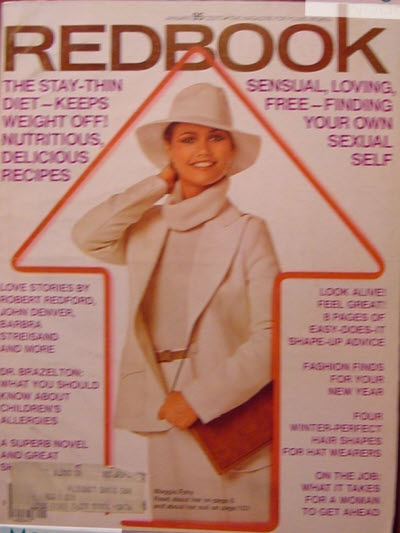 REDBOOK
THE STAY-THIN
DIET—KEEPS
WEIGHT OFF!
NUTRITIOUS,
DELICIOUS
RECIPES
SENSUAL, LOVING,
FREE—FINDING
YOUR OWN
SEXUAL
SELF
LOVE STORIES BY
ROBERT REDFORD,
JOHN DENVER,
BARBRA
STREISAND
AND MORE
DR. BRAZELTON:
WHAT YOU SHOULD
KNOW ABOUT
CHILDREN'S
ALLERGIES
A SUPERB NOVEL
AND GREAT
LOOK ALIVE!
FEEL GREAT!
8 PAGES OF
EASY-DOES-IT
SHAPE-UP ADVICE
FASHION FINDS
FOR YOUR
NEW YEAR
FOUR
WINTER-PERFECT
HAIR SHAPES
FOR HAT WEARERS
ON THE JOB:
WHAT IT TAKES
FOR A WOMAN
TO GET AHEAD